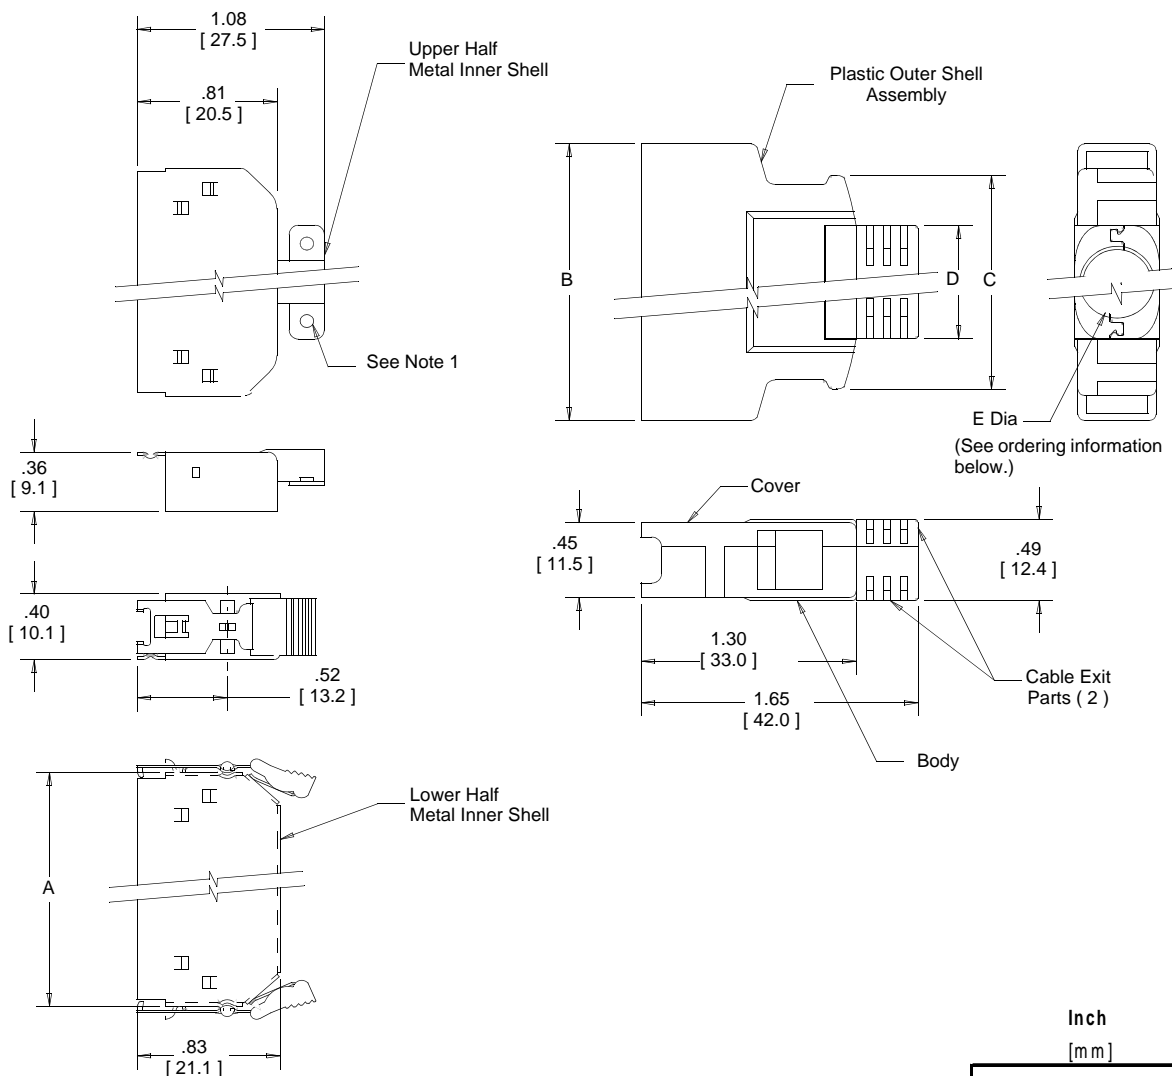 1.08
[ 27.5 ]
Upper Half
Metal Inner Shell
.81
[ 20.5 ]
See Note 1
Plastic Outer Shell
Assembly
B
D
C
E Dia
(See ordering information
below.)
.36
[ 9.1 ]
.40
[ 10.1 ]
.52
[ 13.2 ]
Cover
.45
[ 11.5 ]
.49
[ 12.4 ]
1.30
[ 33.0 ]
1.65
[ 42.0 ]
Cable Exit
Parts ( 2 )
Body
Lower Half
Metal Inner Shell
A
.83
[ 21.1 ]
Inch
[mm]